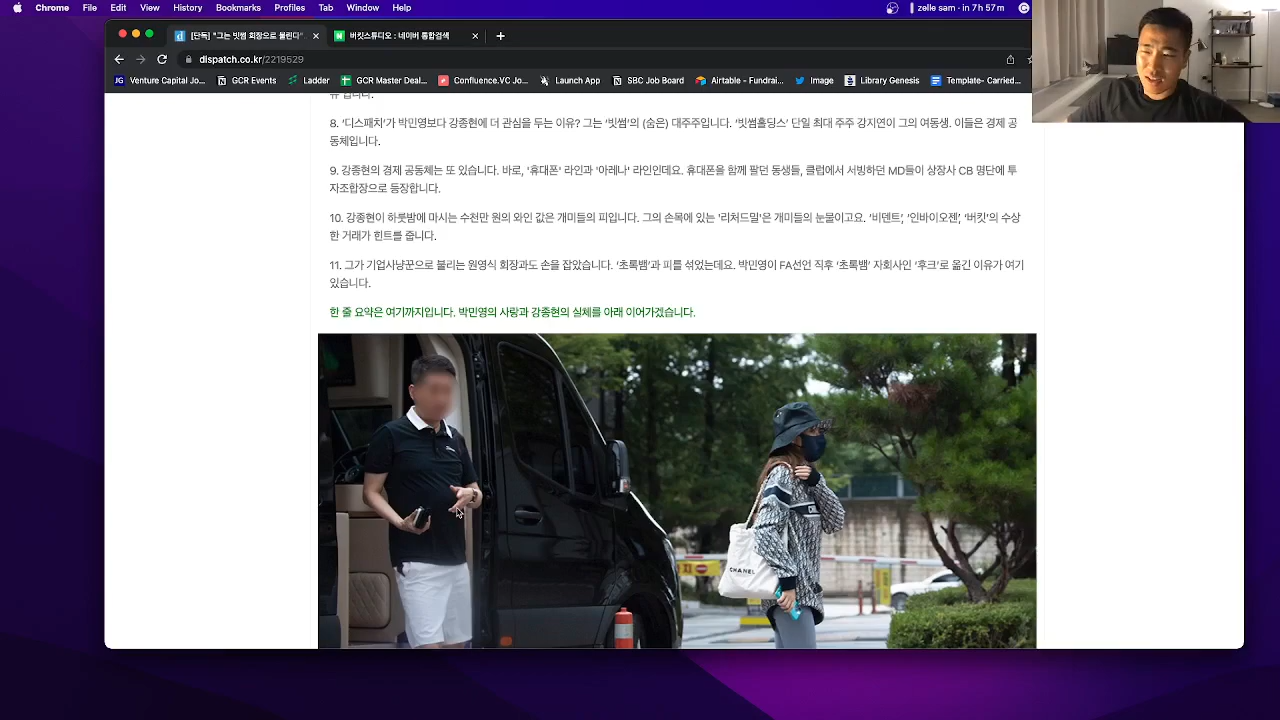 Chrome File Edit View History Bookmarks Profiles Tab Window Help
zelle sam - in 7 h 57 m
[단독] "그는 빗썸 회장으로 불린다"
버킷스튜디오 : 네이버 통합검색
dispatch.co.kr/2219529
Venture Capital Jo... GCR Events Ladder GCR Master Deal... Confluence.VC Jo... Launch App SBC Job Board Airtable - Fundrai... Image Library Genesis Template- Carried...
8. '디스패치'가 박민영보다 강종현에 더 관심을 두는 이유? 그는 '빗썸'의 (숨은) 대주주입니다. '빗썸홀딩스' 단일 최대 주주 강지연이 그의 여동생. 이들은 경제 공
동체입니다.
9. 강종현의 경제 공동체는 또 있습니다. 바로, '휴대폰' 라인과 '아레나' 라인인데요. 휴대폰을 함께 팔던 동생들, 클럽에서 서빙하던 MD들이 상장사 CB 명단에 투
자조합장으로 등장합니다.
10. 강종현이 하룻밤에 마시는 수천만 원의 와인 값은 개미들의 피입니다. 그의 손목에 있는 '리처드밀'은 개미들의 눈물이고요. '비덴트', '인바이오젠', '버킷'의 수상
한 거래가 힌트를 줍니다.
11. 그가 기업사냥꾼으로 불리는 원영식 회장과도 손을 잡았습니다. '초록뱀'과 피를 섞었는데요. 박민영이 FA선언 직후 '초록뱀' 자회사인 '후크'로 옮긴 이유가 여기
있습니다.
한 줄 요약은 여기까지입니다. 박민영의 사랑과 강종현의 실체를 아래 이어가겠습니다.
CHANEL